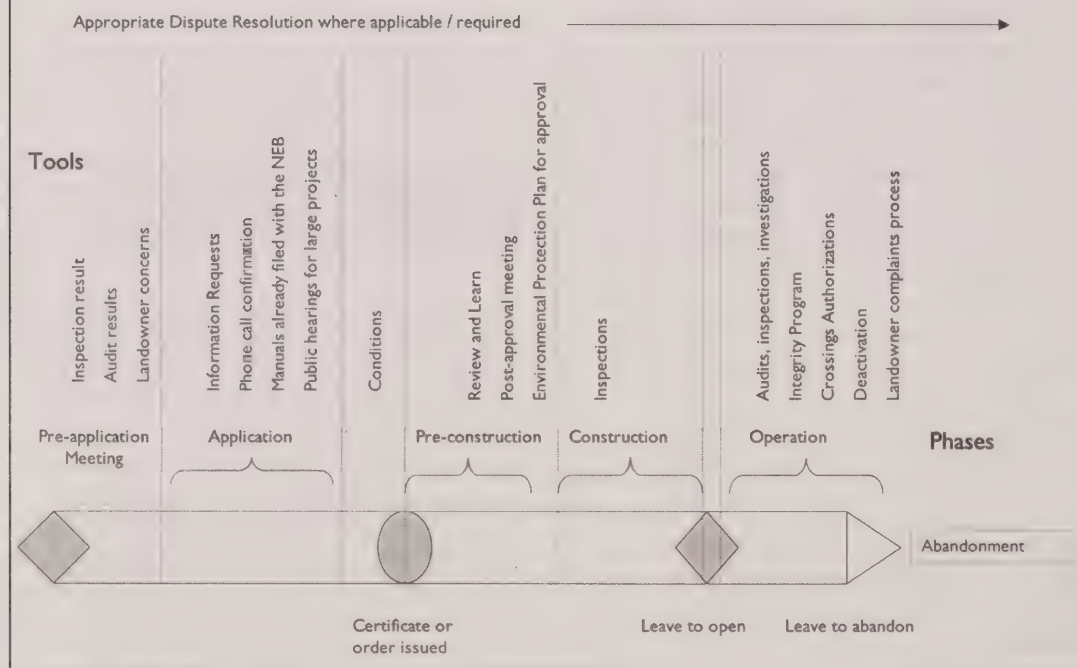 Appropriate Dispute Resolution where applicable / required
Tools
Inspection result
Audit results
Landowner concerns
Information Requests
Phone call confirmation
Manuals already filed with the NEB
Public hearings for large projects
Conditions
Review and Learn
Post-approval meeting
Environmental Protection Plan for approval
Inspections
Audits, inspections, investigations
Integrity Program
Crossings Authorizations
Deactivation
Landowner complaints process
Pre-application
Meeting
Application
Pre-construction
Construction
Operation
Phases
Abandonment
Certificate or
order issued
Leave to open
Leave to abandon